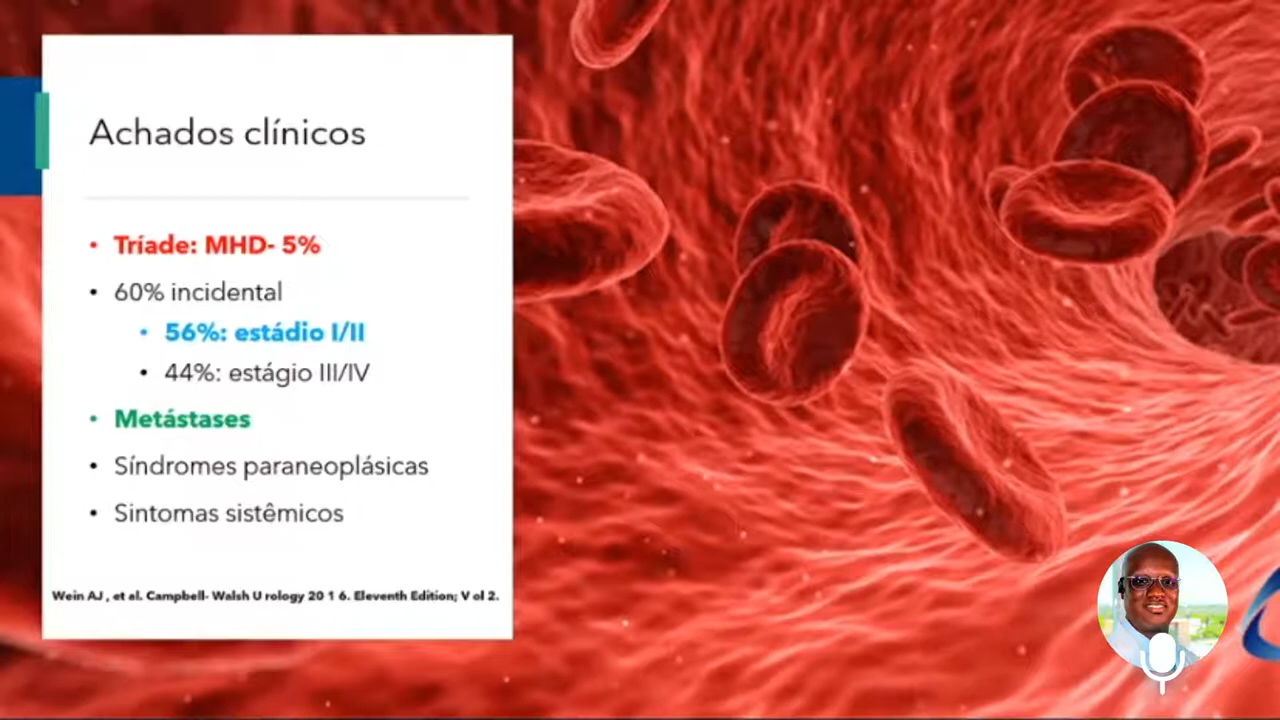 Achados clínicos
• Tríade: MHD- 5%
• 60% incidental
• 56%: estádio I/II
• 44%: estágio III/IV
• Metástases
• Síndromes paraneoplásicas
• Sintomas sistêmicos
Wein AJ , et al. Campbell- Walsh U rology 20 1 6. Eleventh Edition; V ol 2.